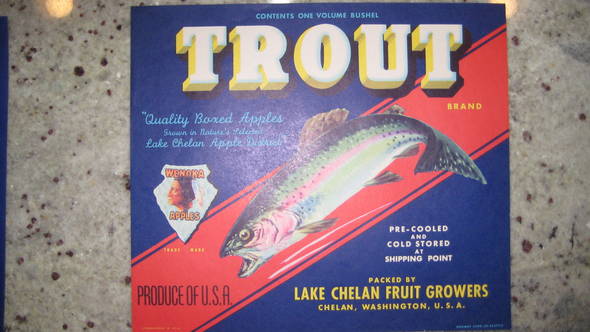 CONTENTS ONE VOLUME BUSHEL
TROUT
BRAND
"Quality Boxed Apples
Grown in Nature's Selected
Lake Chelan Apple District"
WENOKA
APPLES
TRADE MARK
PRE-COOLED
AND
COLD STORED
AT
SHIPPING POINT
PRODUCE OF U.S.A.
PACKED BY
LAKE CHELAN FRUIT GROWERS
CHELAN, WASHINGTON, U.S.A.